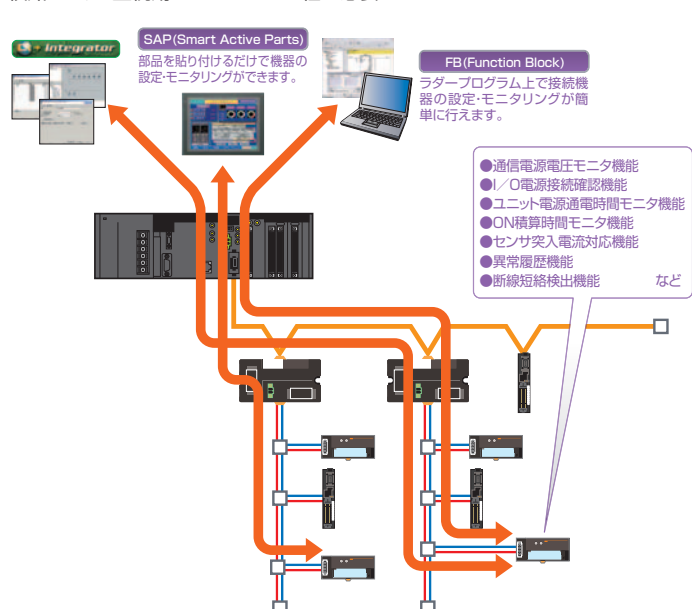 Integrator
SAP(Smart Active Parts)
部品を貼り付けるだけで機器の
設定・モニタリングができます。
FB(Function Block)
ラダープログラム上で接続機
器の設定・モニタリングが簡
単に行えます。
●通信電源電圧モニタ機能
●I／O電源接続確認機能
●ユニット電源通電時間モニタ機能
●ON積算時間モニタ機能
●センサ突入電流対応機能
●異常履歴機能
●断線短絡検出機能 など